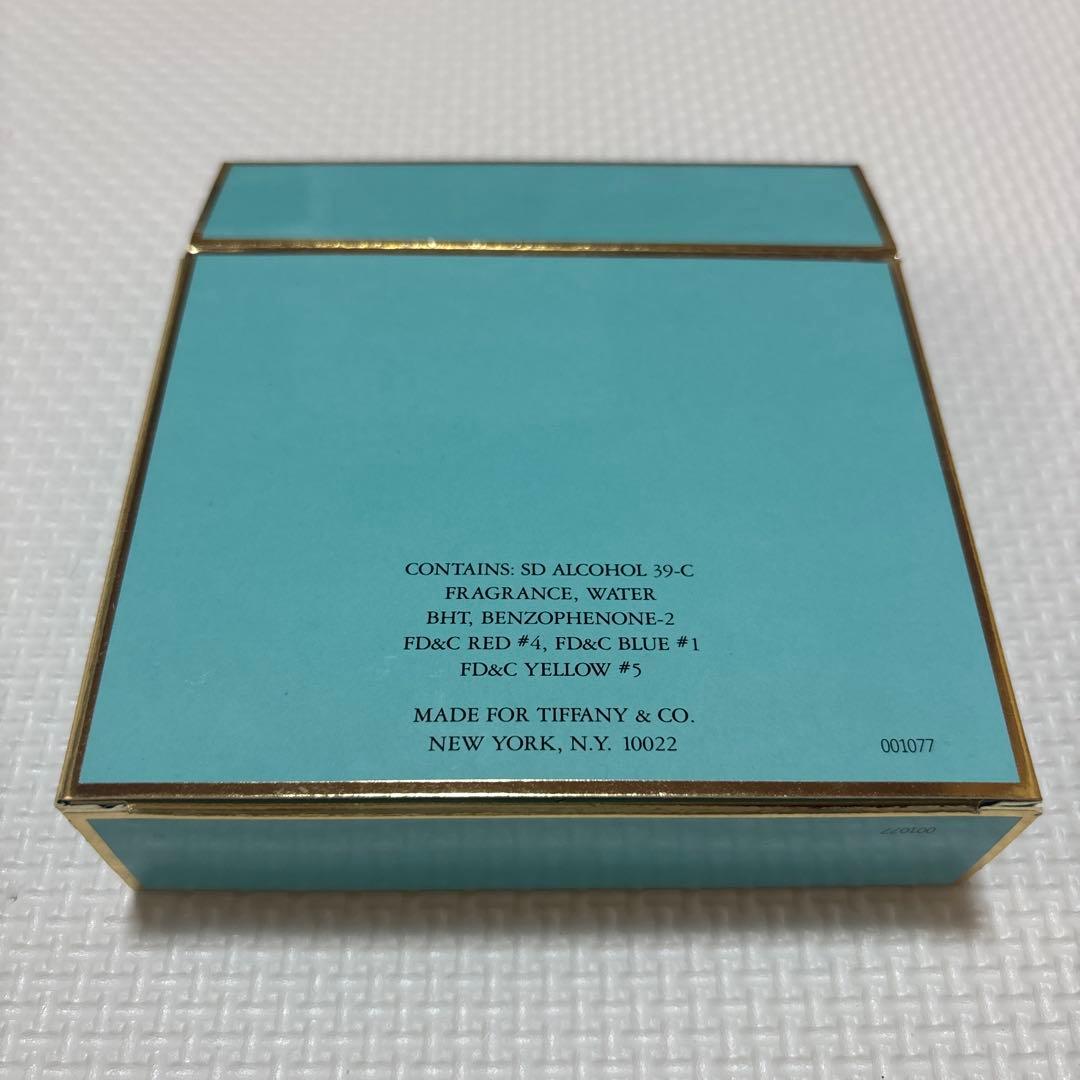 CONTAINS: SD ALCOHOL 39-C
FRAGRANCE, WATER
BHT, BENZOPHENONE-2
FD&C RED #4, FD&C BLUE #1
FD&C YELLOW #5
MADE FOR TIFFANY & CO.
NEW YORK, N.Y. 10022
001077
001077